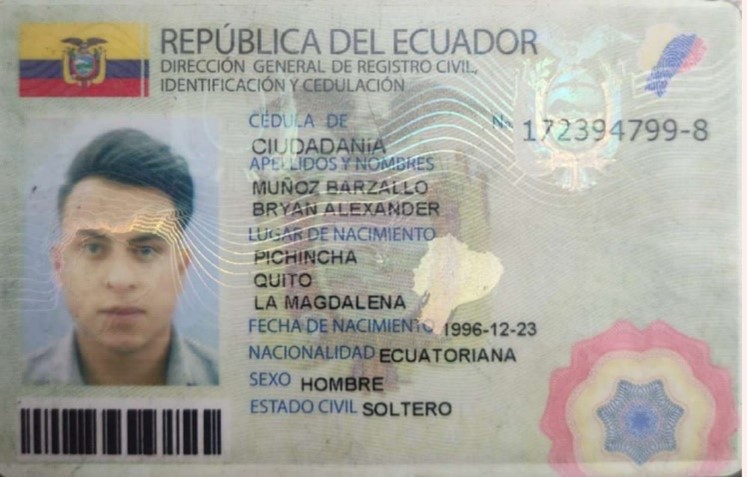 REPÚBLICA DEL ECUADOR
DIRECCIÓN GENERAL DE REGISTRO CIVIL,
IDENTIFICACIÓN Y CEDULACIÓN
CÉDULA DE Nº 172394799-8
CIUDADANÍA
APELLIDOS Y NOMBRES
MUÑOZ BARZALLO
BRYAN ALEXANDER
LUGAR DE NACIMIENTO
PICHINCHA
QUITO
LA MAGDALENA
FECHA DE NACIMIENTO 1996-12-23
NACIONALIDAD ECUATORIANA
SEXO HOMBRE
ESTADO CIVIL SOLTERO